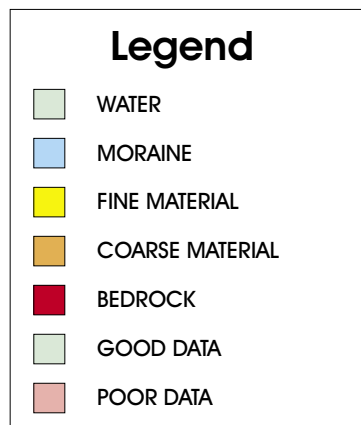 Legend
WATER
MORAINE
FINE MATERIAL
COARSE MATERIAL
BEDROCK
GOOD DATA
POOR DATA